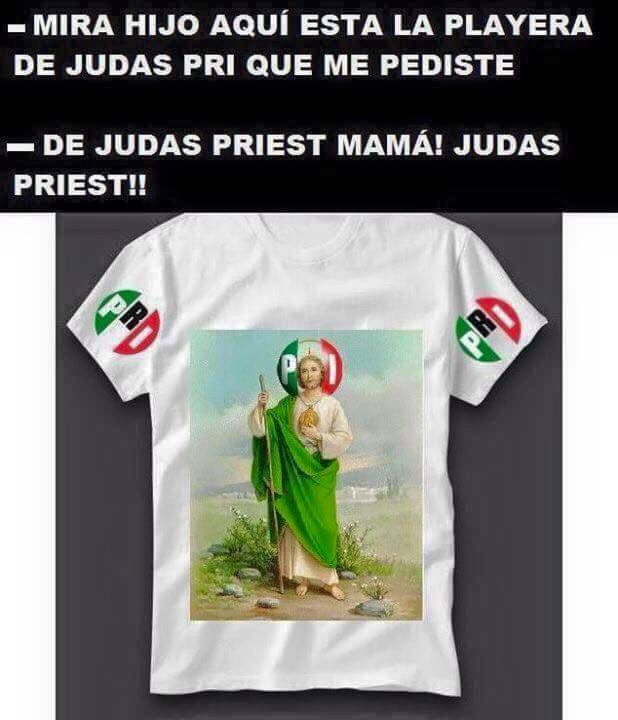 – MIRA HIJO AQUÍ ESTA LA PLAYERA
DE JUDAS PRI QUE ME PEDISTE
– DE JUDAS PRIEST MAMÁ! JUDAS
PRIEST!!
PRI
PRI
P I